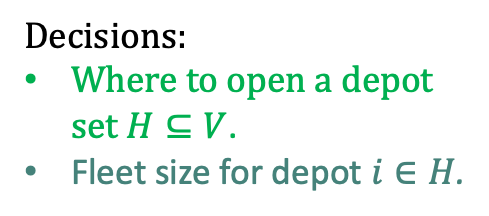 Decisions:
• Where to open a depot
set H ⊆ V.
• Fleet size for depot i ∈ H.